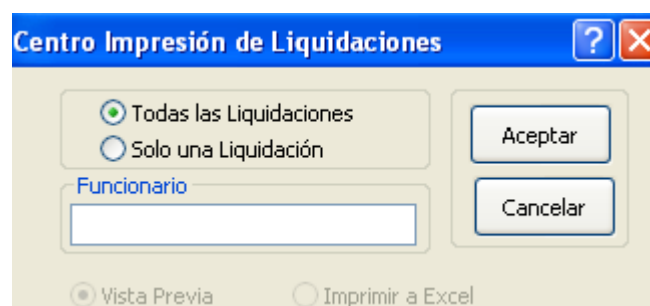 Centro Impresión de Liquidaciones
Todas las Liquidaciones
Solo una Liquidación
Aceptar
Funcionario
Cancelar
Vista Previa Imprimir a Excel